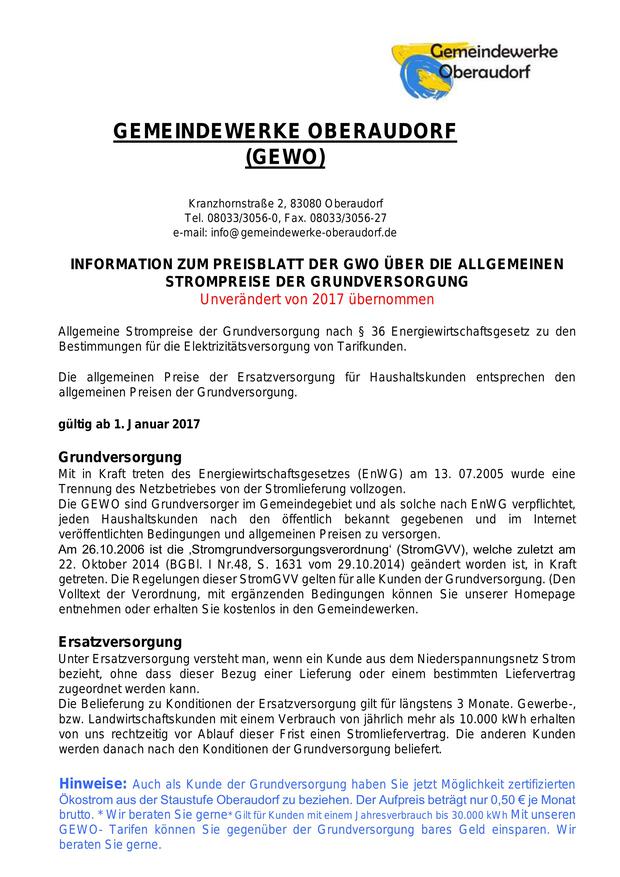 Gemeindewerke
Oberaudorf
GEMEINDEWERKE OBERAUDORF
(GEWO)
Kranzhornstraße 2, 83080 Oberaudorf
Tel. 08033/3056-0, Fax. 08033/3056-27
e-mail: info@gemeindewerke-oberaudorf.de
INFORMATION ZUM PREISBLATT DER GWO ÜBER DIE ALLGEMEINEN
STROMPREISE DER GRUNDVERSORGUNG
Unverändert von 2017 übernommen
Allgemeine Strompreise der Grundversorgung nach § 36 Energiewirtschaftsgesetz zu den
Bestimmungen für die Elektrizitätsversorgung von Tarifkunden.
Die allgemeinen Preise der Ersatzversorgung für Haushaltskunden entsprechen den
allgemeinen Preisen der Grundversorgung.
gültig ab 1. Januar 2017
Grundversorgung
Mit in Kraft treten des Energiewirtschaftsgesetzes (EnWG) am 13. 07.2005 wurde eine
Trennung des Netzbetriebes von der Stromlieferung vollzogen.
Die GEWO sind Grundversorger im Gemeindegebiet und als solche nach EnWG verpflichtet,
jeden Haushaltskunden nach den öffentlich bekannt gegebenen und im Internet
veröffentlichten Bedingungen und allgemeinen Preisen zu versorgen.
Am 26.10.2006 ist die ‚Stromgrundversorgungsverordnung' (StromGVV), welche zuletzt am
22. Oktober 2014 (BGBl. I Nr.48, S. 1631 vom 29.10.2014) geändert worden ist, in Kraft
getreten. Die Regelungen dieser StromGVV gelten für alle Kunden der Grundversorgung. (Den
Volltext der Verordnung, mit ergänzenden Bedingungen können Sie unserer Homepage
entnehmen oder erhalten Sie kostenlos in den Gemeindewerken.
Ersatzversorgung
Unter Ersatzversorgung versteht man, wenn ein Kunde aus dem Niederspannungsnetz Strom
bezieht, ohne dass dieser Bezug einer Lieferung oder einem bestimmten Liefervertrag
zugeordnet werden kann.
Die Belieferung zu Konditionen der Ersatzversorgung gilt für längstens 3 Monate. Gewerbe-,
bzw. Landwirtschaftskunden mit einem Verbrauch von jährlich mehr als 10.000 kWh erhalten
von uns rechtzeitig vor Ablauf dieser Frist einen Stromliefervertrag. Die anderen Kunden
werden danach nach den Konditionen der Grundversorgung beliefert.
Hinweise: Auch als Kunde der Grundversorgung haben Sie jetzt Möglichkeit zertifizierten
Ökostrom aus der Staustufe Oberaudorf zu beziehen. Der Aufpreis beträgt nur 0,50 € je Monat
brutto. * Wir beraten Sie gerne* Gilt für Kunden mit einem Jahresverbrauch bis 30.000 kWh Mit unseren
GEWO- Tarifen können Sie gegenüber der Grundversorgung bares Geld einsparen. Wir
beraten Sie gerne.